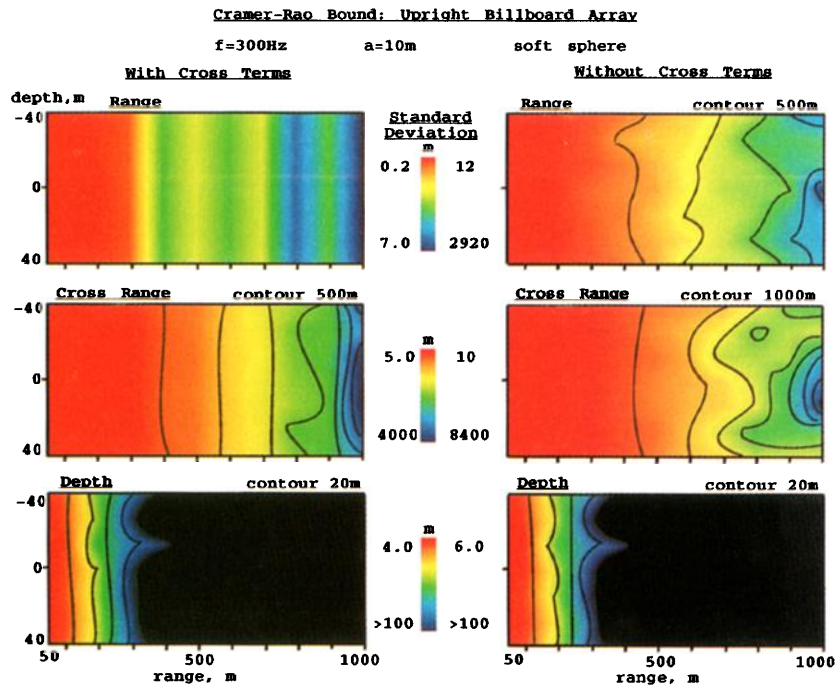 Cramer-Rao Bound: Upright Billboard Array
f=300Hz a=10m soft sphere
With Cross Terms Without Cross Terms
depth,m Range Standard Deviation Range contour 500m
-40 m
0.2 12
0
7.0 2920
40
Cross Range contour 500m Cross Range contour 1000m
-40 m
5.0 10
0
4000 8400
40
Depth contour 20m Depth contour 20m
-40 m
4.0 6.0
0
>100 >100
40
50 500 1000 50 500 1000
range, m range, m